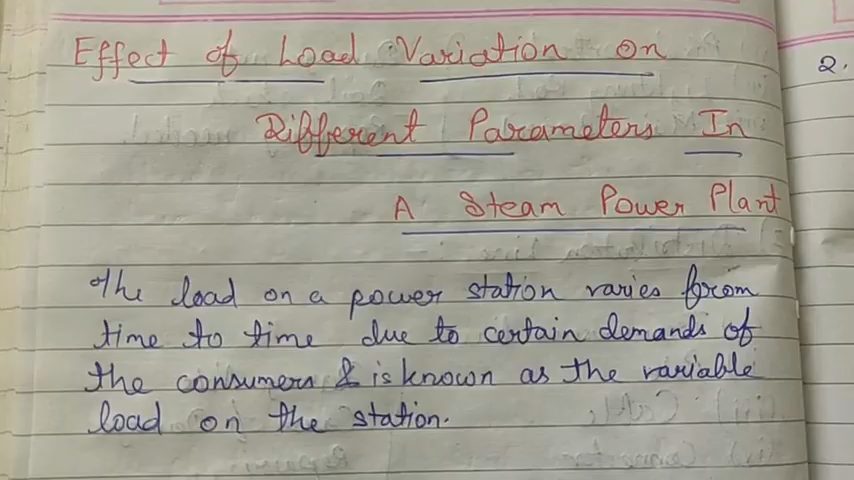 Effect of Load Variation on
Different Parameters In
A Steam Power Plant
The load on a power station varies from
time to time due to certain demands of
the consumers & is known as the variable
load on the station.
2.